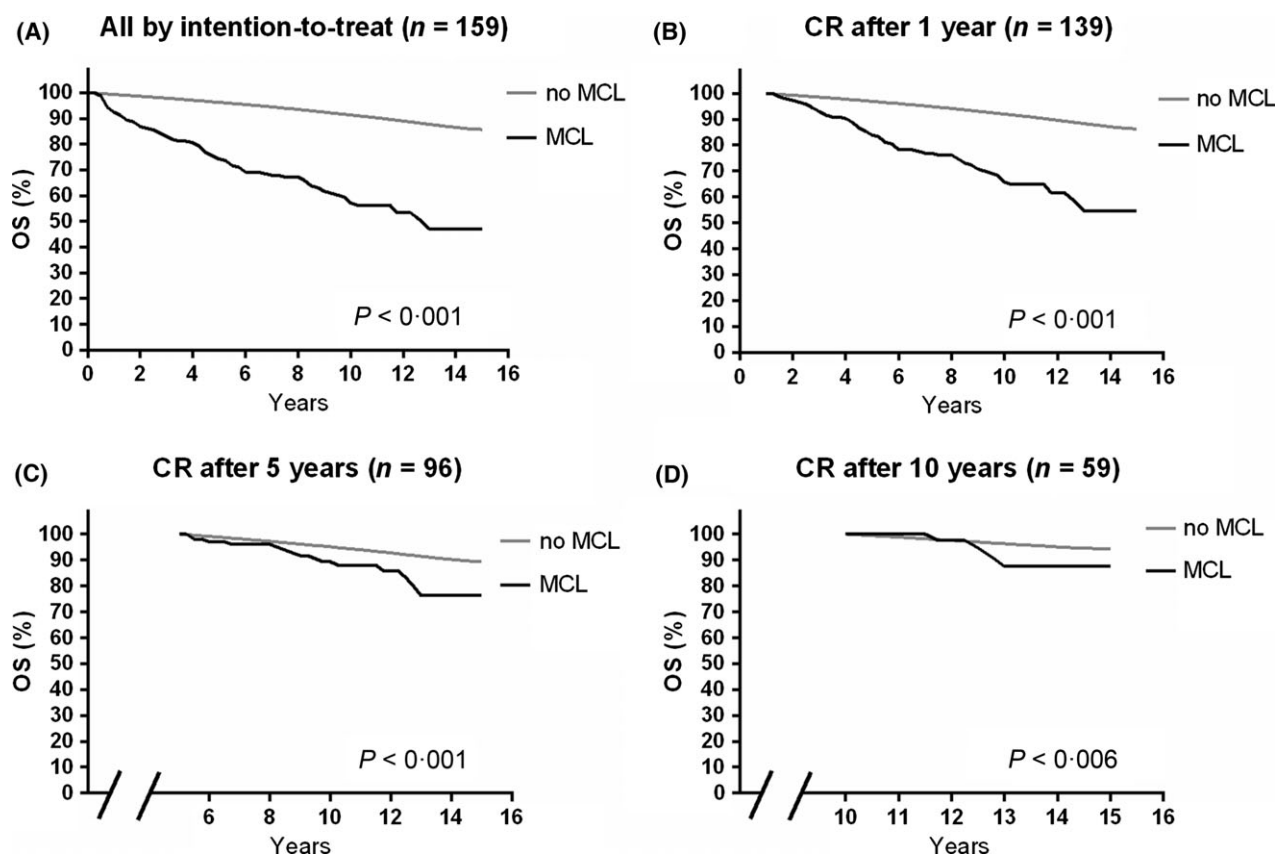 (A) All by intention-to-treat (n = 159)
100
90
80
70
60
50
40
30
20
10
0
OS (%)
no MCL
MCL
P < 0·001
0 2 4 6 8 10 12 14 16
Years
(B) CR after 1 year (n = 139)
100
90
80
70
60
50
40
30
20
10
0
OS (%)
no MCL
MCL
P < 0·001
0 2 4 6 8 10 12 14 16
Years
(C) CR after 5 years (n = 96)
100
90
80
70
60
50
40
30
20
10
0
OS (%)
no MCL
MCL
P < 0·001
6 8 10 12 14 16
Years
(D) CR after 10 years (n = 59)
100
90
80
70
60
50
40
30
20
10
0
OS (%)
no MCL
MCL
P < 0·006
10 11 12 13 14 15 16
Years